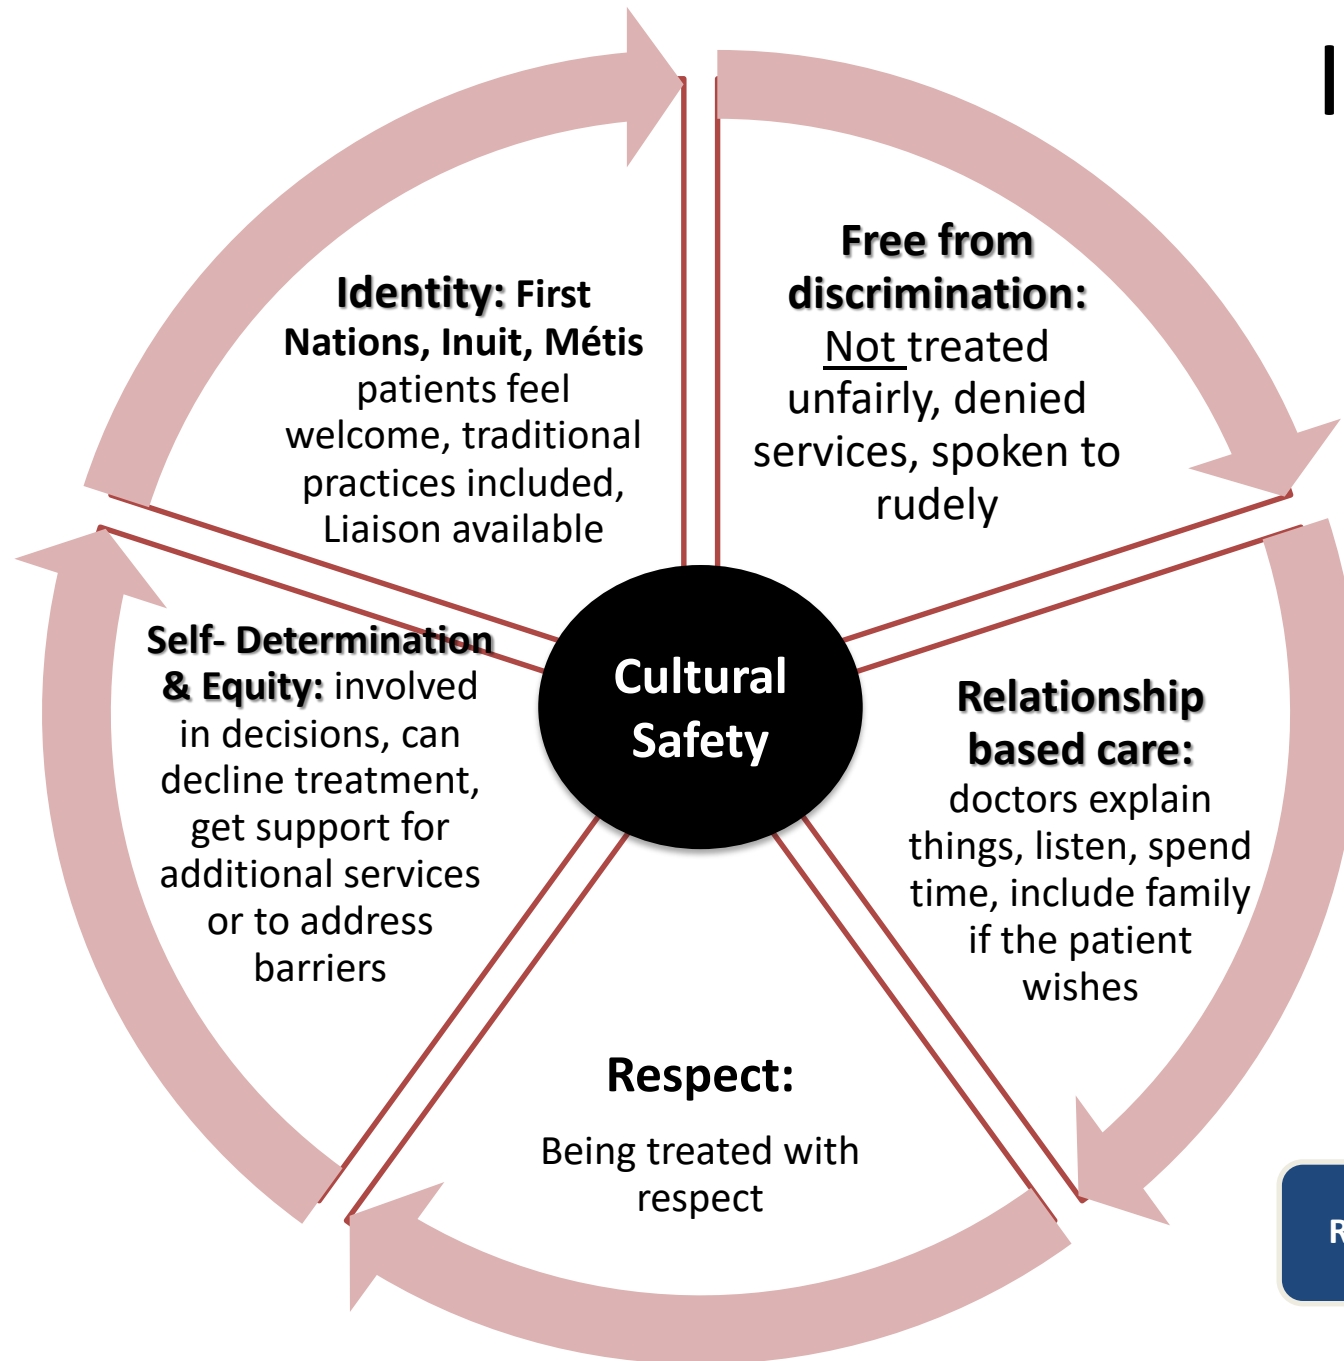 I
Free from
discrimination:
Not treated
unfairly, denied
services, spoken to
rudely
Relationship
based care:
doctors explain
things, listen, spend
time, include family
if the patient
wishes
Respect:
Being treated with
respect
Self- Determination
& Equity: involved
in decisions, can
decline treatment,
get support for
additional services
or to address
barriers
Identity: First
Nations, Inuit, Métis
patients feel
welcome, traditional
practices included,
Liaison available
Cultural
Safety
R